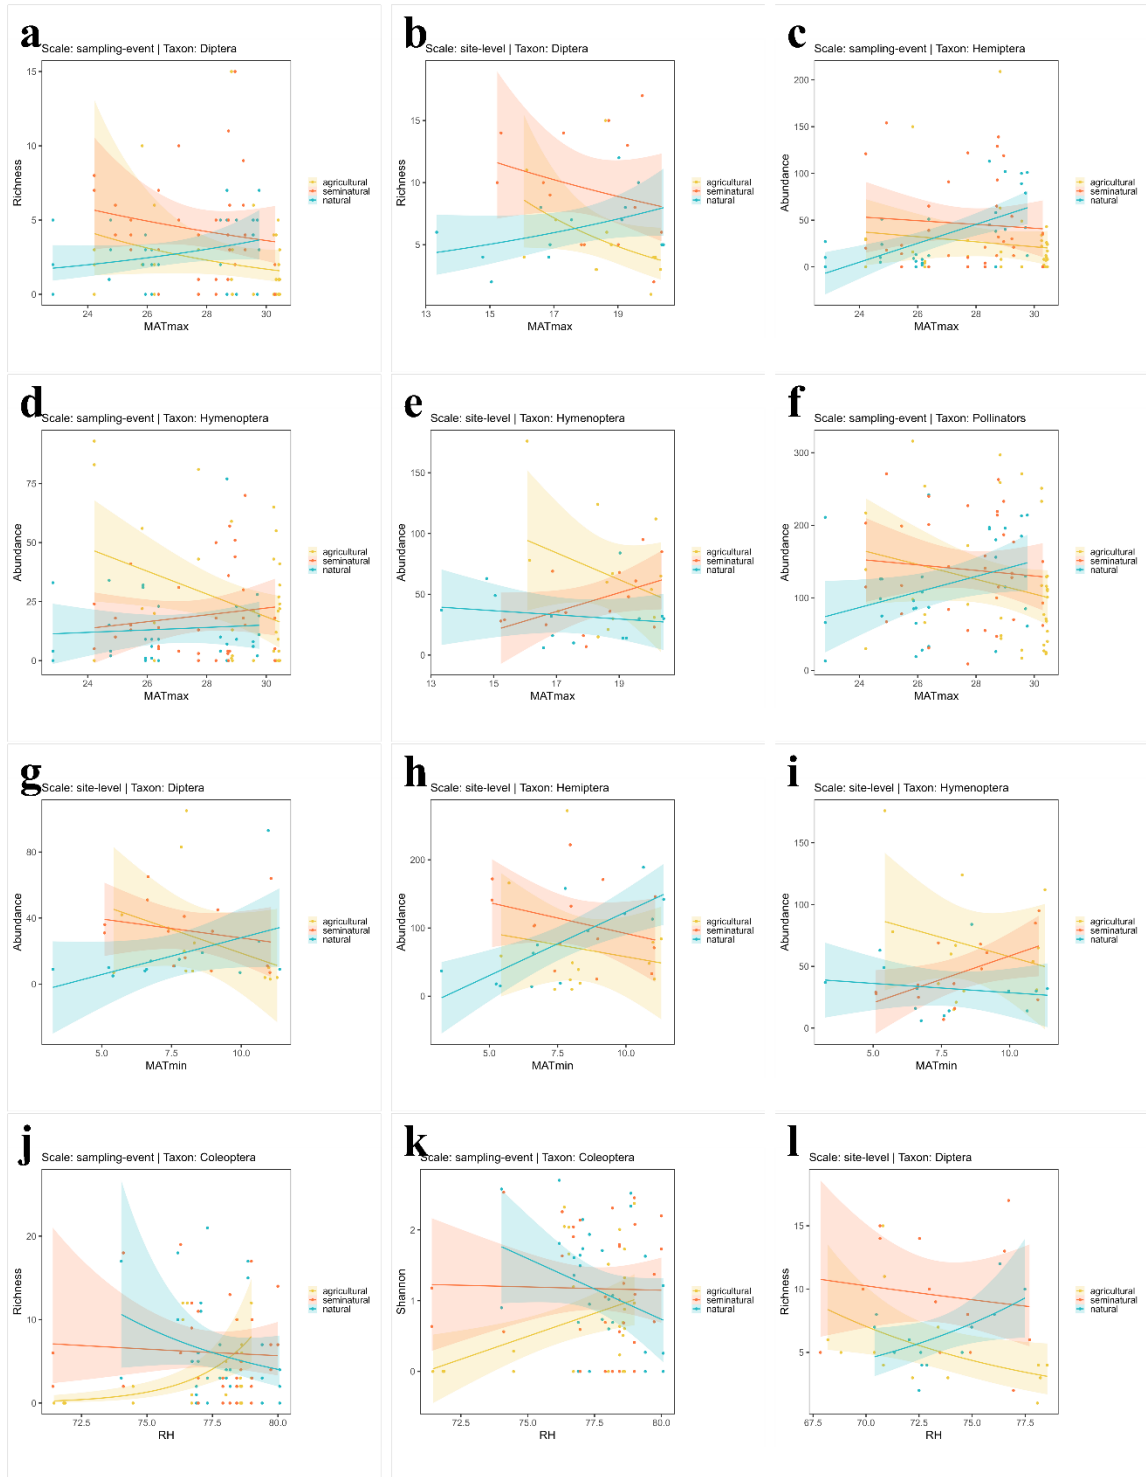 a
Scale: sampling-event | Taxon: Diptera
Richness
15
10
5
0
24 26 28 30
MATmax
agricultural
seminatural
natural
b
Scale: site-level | Taxon: Diptera
Richness
15
10
5
13 15 17 19
MATmax
agricultural
seminatural
natural
c
Scale: sampling-event | Taxon: Hemiptera
Abundance
200
150
100
50
0
24 26 28 30
MATmax
agricultural
seminatural
natural
d
Scale: sampling-event | Taxon: Hymenoptera
Abundance
75
50
25
0
24 26 28 30
MATmax
agricultural
seminatural
natural
e
Scale: site-level | Taxon: Hymenoptera
Abundance
150
100
50
0
13 15 17 19
MATmax
agricultural
seminatural
natural
f
Scale: sampling-event | Taxon: Pollinators
Abundance
300
200
150
100
50
0
24 26 28 30
MATmax
agricultural
seminatural
natural
g
Scale: site-level | Taxon: Diptera
Abundance
80
40
0
5.0 7.5 10.0
MATmin
agricultural
seminatural
natural
h
Scale: site-level | Taxon: Hemiptera
Abundance
200
100
0
5.0 7.5 10.0
MATmin
agricultural
seminatural
natural
i
Scale: site-level | Taxon: Hymenoptera
Abundance
150
100
50
0
5.0 7.5 10.0
MATmin
agricultural
seminatural
natural
j
Scale: sampling-event | Taxon: Coleoptera
Richness
20
10
0
72.5 75.0 77.5 80.0
RH
agricultural
seminatural
natural
k
Scale: sampling-event | Taxon: Coleoptera
Shannon
2
1
0
72.5 75.0 77.5 80.0
RH
agricultural
seminatural
natural
l
Scale: site-level | Taxon: Diptera
Richness
15
10
5
67.5 70.0 72.5 75.0 77.5
RH
agricultural
seminatural
natural